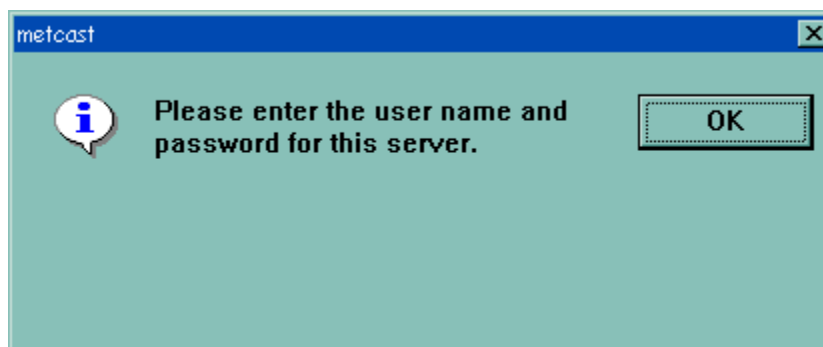 metcast
Please enter the user name and
password for this server.
OK